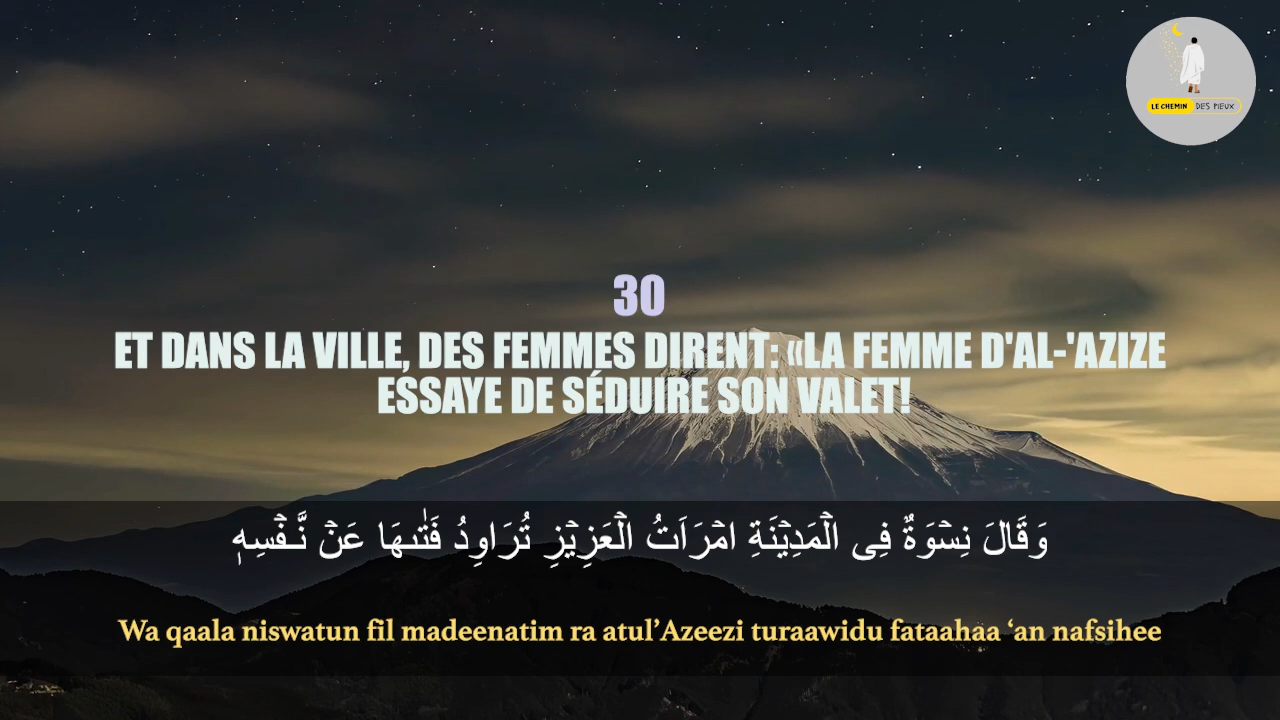 LE CHEMIN DES PIEUX
30
ET DANS LA VILLE, DES FEMMES DIRENT: «LA FEMME D'AL-'AZIZE
ESSAYE DE SÉDUIRE SON VALET!
وَقَالَ نِسۡوَةٌ فِى الۡمَدِيۡنَةِ امۡرَاَتُ الۡعَزِيۡزِ تُرَاوِدُ فَتٰٮهَا عَنۡ نَّـفۡسِهٖ‌
Wa qaala niswatun fil madeenatim ra atul’Azeezi turaawidu fataahaa ‘an nafsihee